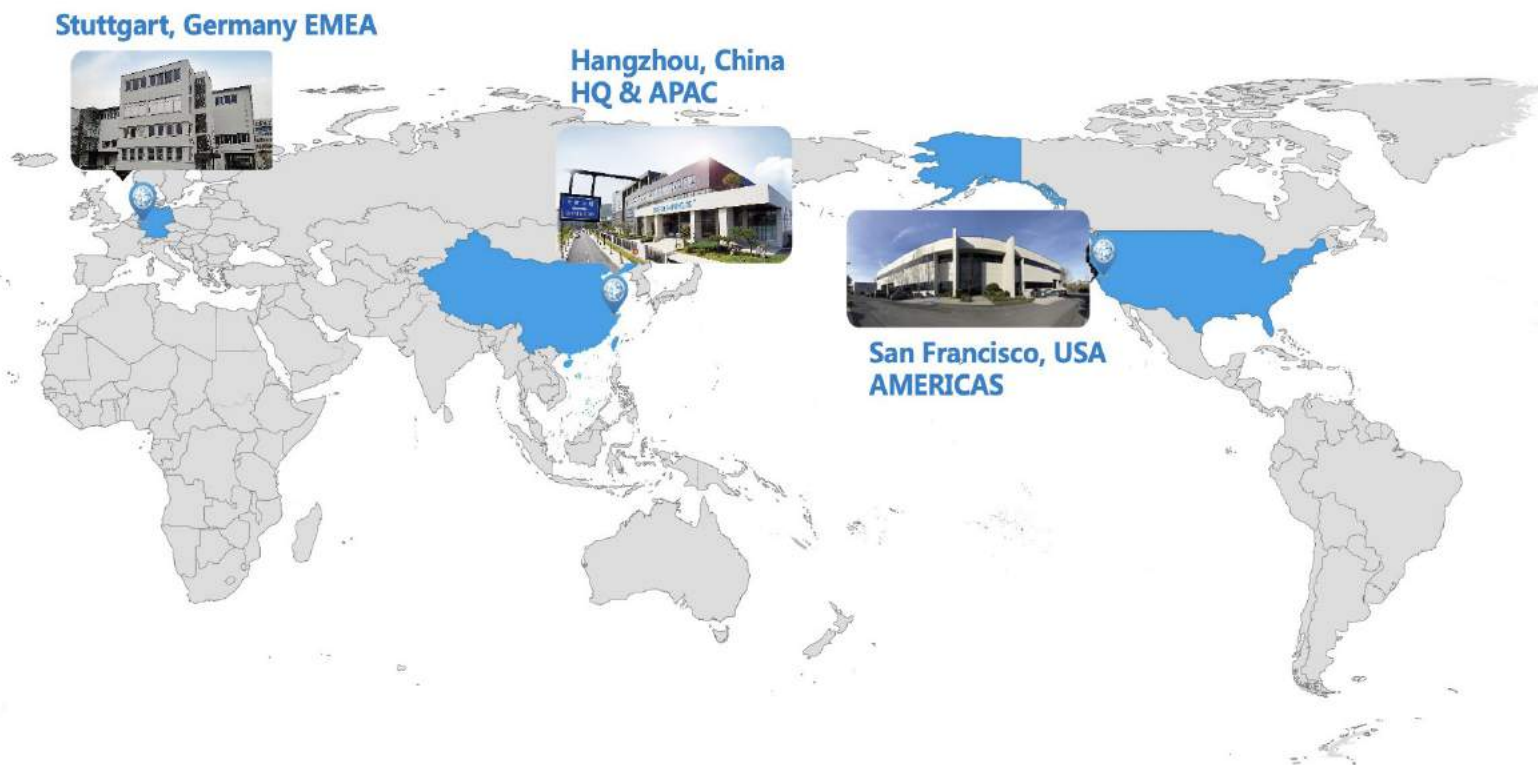 Stuttgart, Germany EMEA
Hangzhou, China
HQ & APAC
San Francisco, USA
AMERICAS